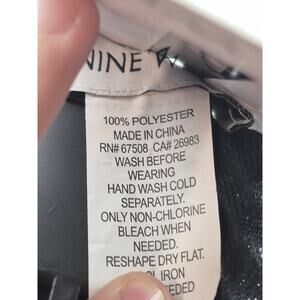 NINE W
100% POLYESTER
MADE IN CHINA
RN# 67508 CA# 26983
WASH BEFORE
WEARING
HAND WASH COLD
SEPARATELY.
ONLY NON-CHLORINE
BLEACH WHEN
NEEDED.
RESHAPE DRY FLAT.
IRON